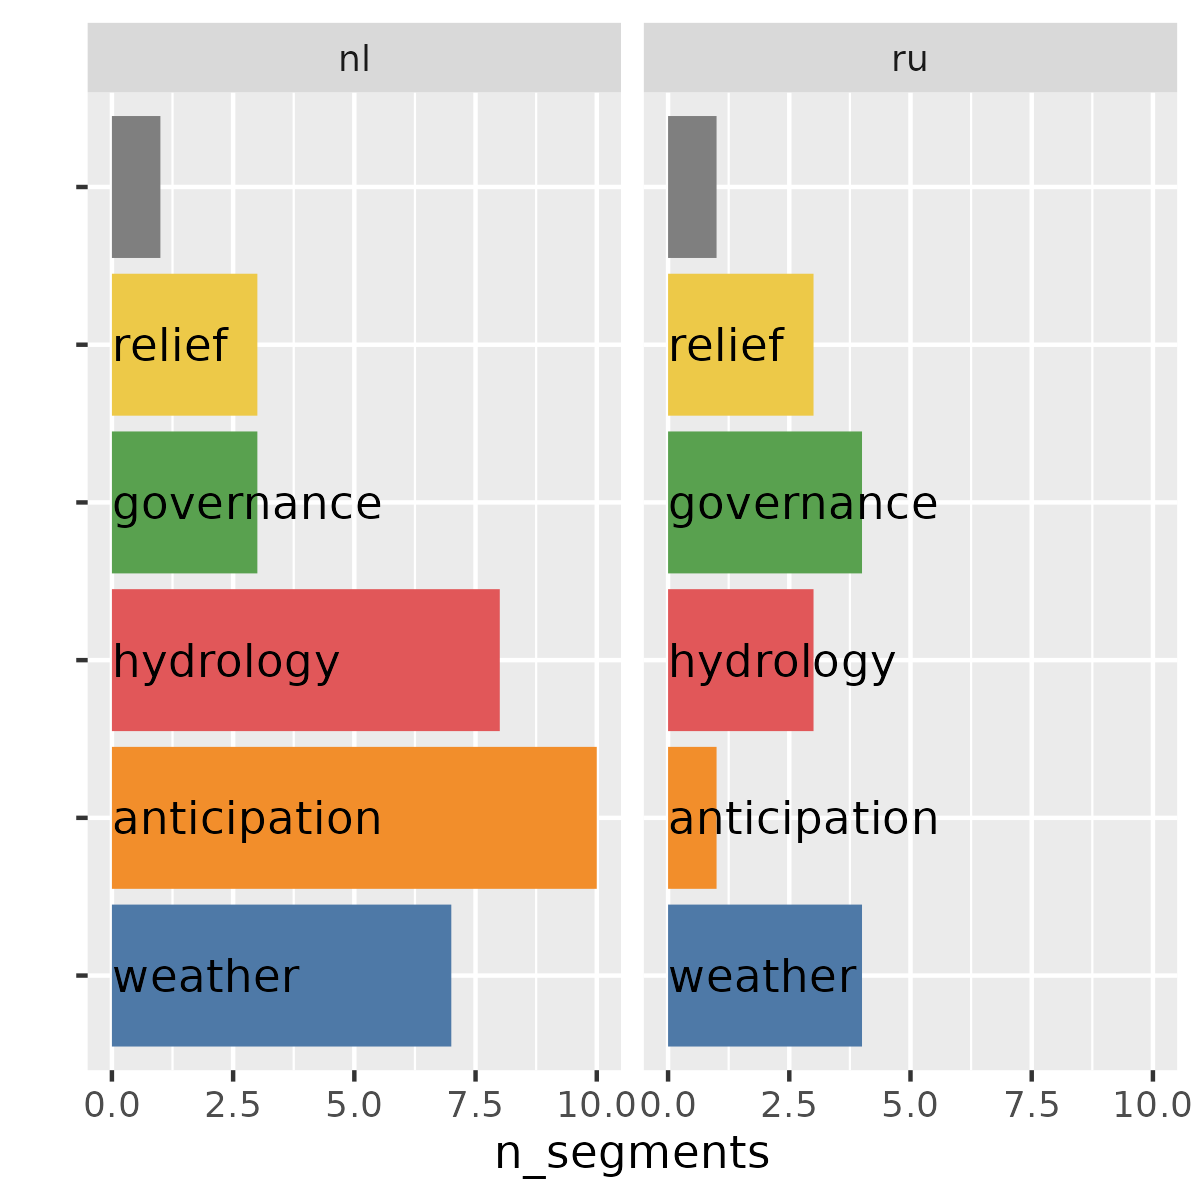 nl
ru
relief
relief
governance
governance
hydrology
hydrology
anticipation
anticipation
weather
weather
0.0 2.5 5.0 7.5 10.0 0.0 2.5 5.0 7.5 10.0
n_segments